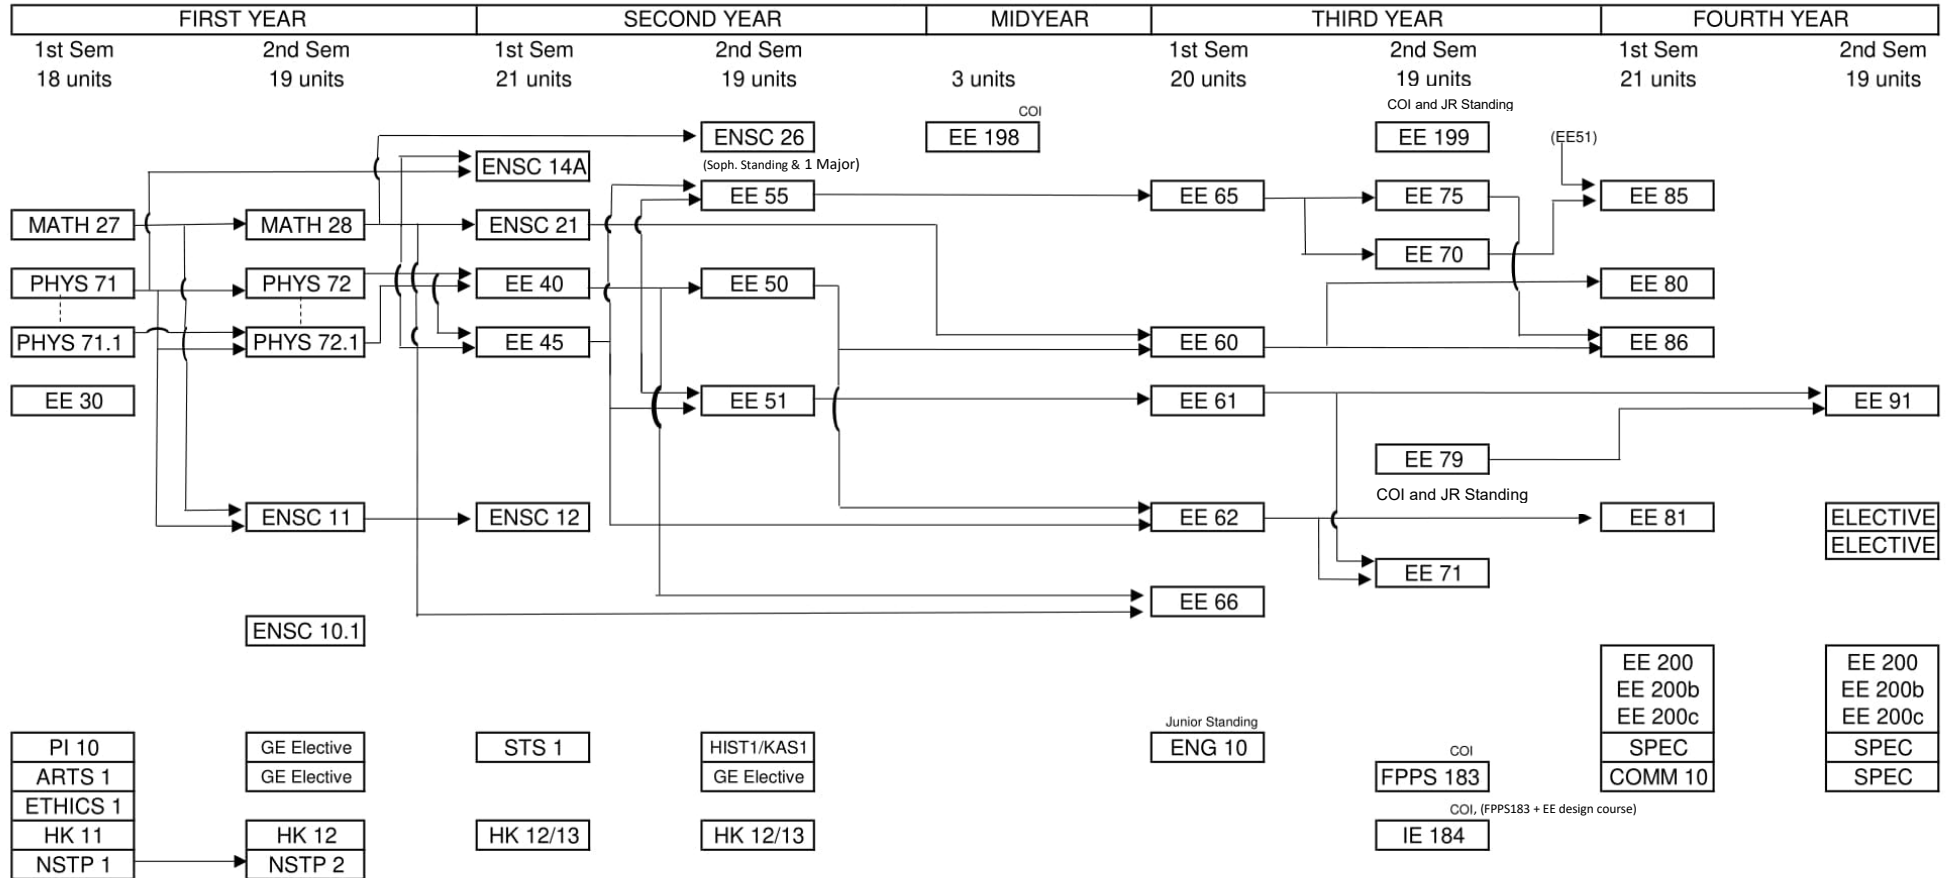 FIRST YEAR SECOND YEAR MIDYEAR THIRD YEAR FOURTH YEAR
1st Sem 2nd Sem 1st Sem 2nd Sem 1st Sem 2nd Sem 1st Sem 2nd Sem
18 units 19 units 21 units 19 units 3 units 20 units 19 units 21 units 19 units
COI and JR Standing
COI
ENSC 26 EE 198 EE 199 (EE51)
ENSC 14A (Soph. Standing & 1 Major)
EE 55 EE 65 EE 75 EE 85
MATH 27 MATH 28 ENSC 21
EE 70
PHYS 71 PHYS 72 EE 40 EE 50 EE 80
PHYS 71.1 PHYS 72.1 EE 45 EE 60 EE 86
EE 30 EE 51 EE 61 EE 91
EE 79
COI and JR Standing
ENSC 11 ENSC 12 EE 62 EE 81 ELECTIVE
ELECTIVE
EE 71
EE 66
ENSC 10.1
EE 200 EE 200
EE 200b EE 200b
EE 200c EE 200c
Junior Standing
PI 10 GE Elective STS 1 HIST1/KAS1 ENG 10 COI SPEC SPEC
ARTS 1 GE Elective GE Elective FPPS 183 COMM 10 SPEC
ETHICS 1 COI, (FPPS183 + EE design course)
HK 11 HK 12 HK 12/13 HK 12/13 IE 184
NSTP 1 NSTP 2